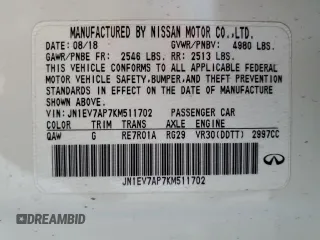 MANUFACTURED BY NISSAN MOTOR CO.,LTD.
DATE: 08/18 GVWR/PNBV: 4980 LBS.
GAWR/PNBE FR: 2546 LBS. RR: 2513 LBS.
THIS VEHICLE CONFORMS TO ALL APPLICABLE FEDERAL
MOTOR VEHICLE SAFETY, BUMPER, AND THEFT PREVENTION
STANDARDS IN EFFECT ON THE DATE OF MANUFACTURE
SHOWN ABOVE.
VIN: JN1EV7AP7KM511702 PASSENGER CAR
COLOR TRIM TRANS AXLE ENGINE
QAW G RE7R01A RG29 VR30(DDTT) 2997CC
JN1EV7AP7KM511702
INFINITI
DREAMBID